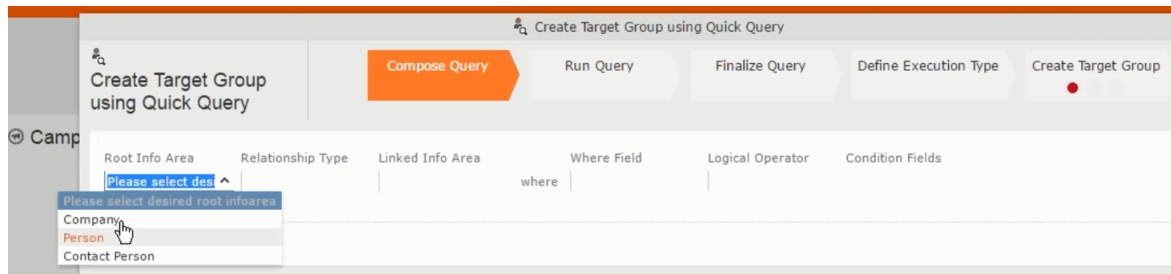 Create Target Group using Quick Query
Create Target Group
using Quick Query
Compose Query
Run Query
Finalize Query
Define Execution Type
Create Target Group
Camp
Root Info Area
Relationship Type
Linked Info Area
Where Field
Logical Operator
Condition Fields
Please select des
where
Please select desired root infoarea
Company
Person
Contact Person